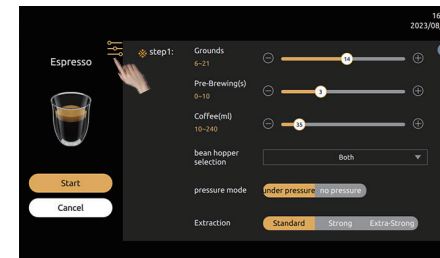 16
2023/08/
Espresso
step1:
Grounds
6~21
14
Pre-Brewing(s)
0~10
3
Coffee(ml)
10~240
35
bean hopper
selection
Both
pressure mode
under pressure no pressure
Extraction
Standard Strong Extra-Strong
Start
Cancel